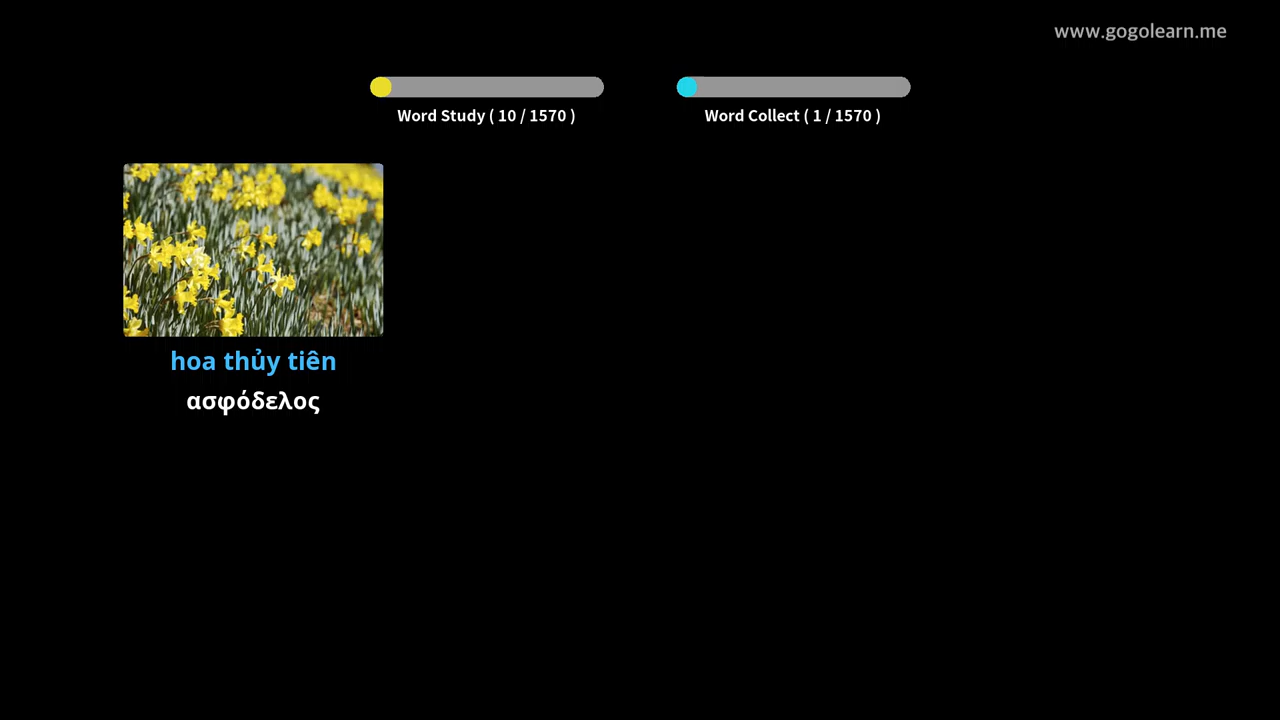 www.gogolearn.me
Word Study ( 10 / 1570 )
Word Collect ( 1 / 1570 )
hoa thủy tiên
ασφόδελος